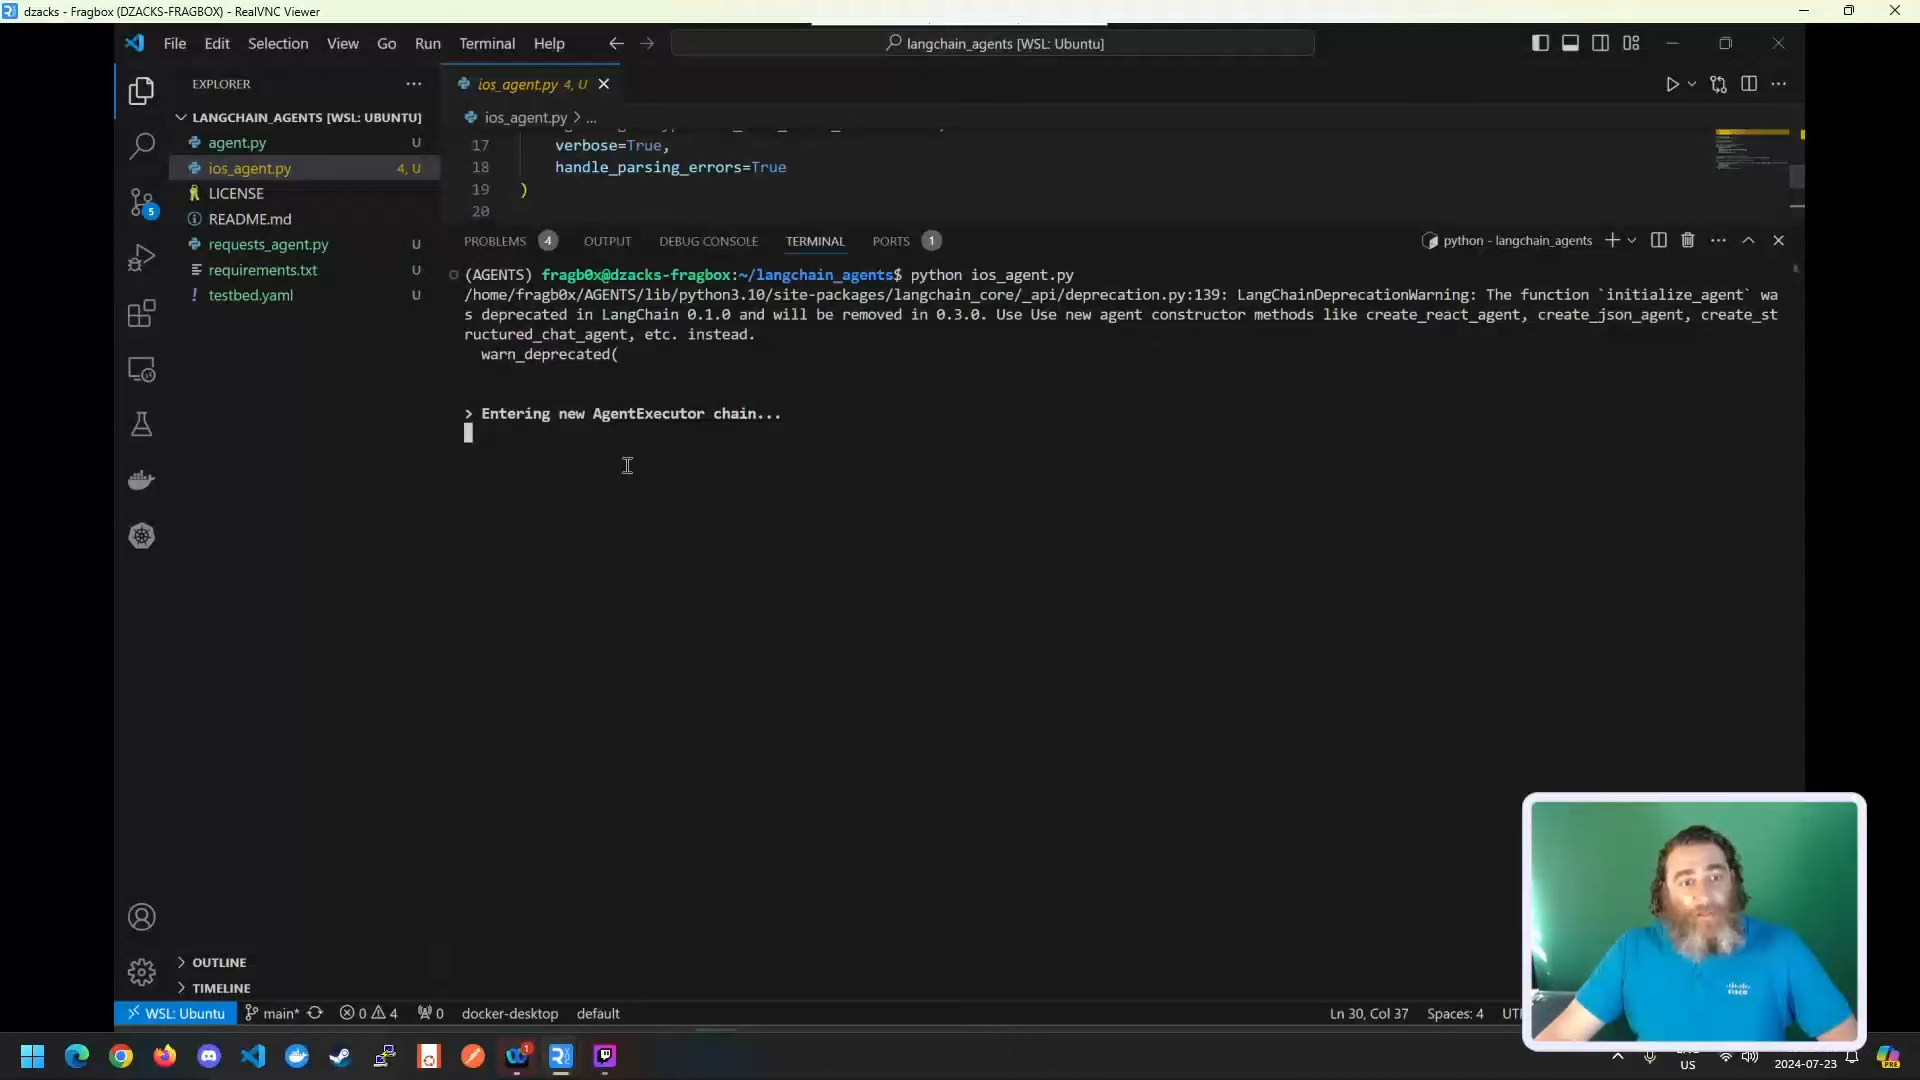 dzacks - Fragbox (DZACKS-FRAGBOX) - RealVNC Viewer
File Edit Selection View Go Run Terminal Help
langchain_agents [WSL: Ubuntu]
EXPLORER
LANGCHAIN_AGENTS [WSL: UBUNTU]
agent.py U
ios_agent.py 4, U
LICENSE
README.md
requests_agent.py U
requirements.txt U
testbed.yaml U
OUTLINE
TIMELINE
5
ios_agent.py 4, U
ios_agent.py > ...
17 verbose=True,
18 handle_parsing_errors=True
19 )
20
PROBLEMS 4 OUTPUT DEBUG CONSOLE TERMINAL PORTS 1
python - langchain_agents
(AGENTS) fragb0x@dzacks-fragbox:~/langchain_agents$ python ios_agent.py
/home/fragb0x/AGENTS/lib/python3.10/site-packages/langchain_core/_api/deprecation.py:139: LangChainDeprecationWarning: The function `initialize_agent` wa
s deprecated in LangChain 0.1.0 and will be removed in 0.3.0. Use Use new agent constructor methods like create_react_agent, create_json_agent, create_st
ructured_chat_agent, etc. instead.
warn_deprecated(
> Entering new AgentExecutor chain...
WSL: Ubuntu main* 0 4 0 docker-desktop default
Ln 30, Col 37 Spaces: 4
CISCO
1
US
2024-07-23
PRE